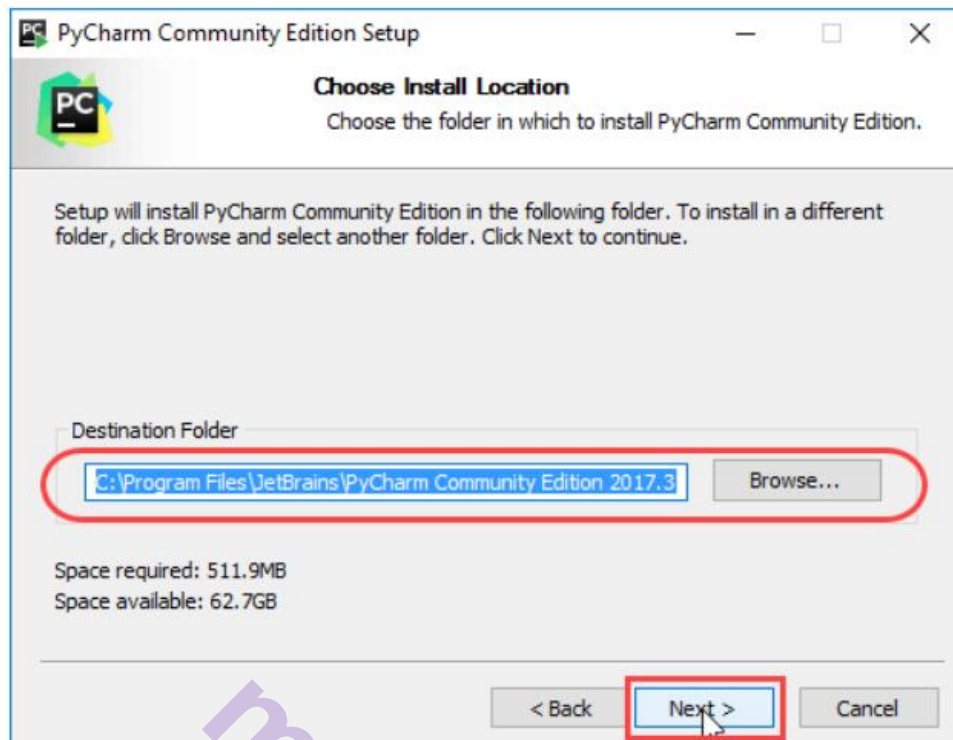 PyCharm Community Edition Setup
PC
Choose Install Location
Choose the folder in which to install PyCharm Community Edition.
Setup will install PyCharm Community Edition in the following folder. To install in a different
folder, click Browse and select another folder. Click Next to continue.
Destination Folder
C:\Program Files\JetBrains\PyCharm Community Edition 2017.3
Browse...
Space required: 511.9MB
Space available: 62.7GB
< Back
Next >
Cancel